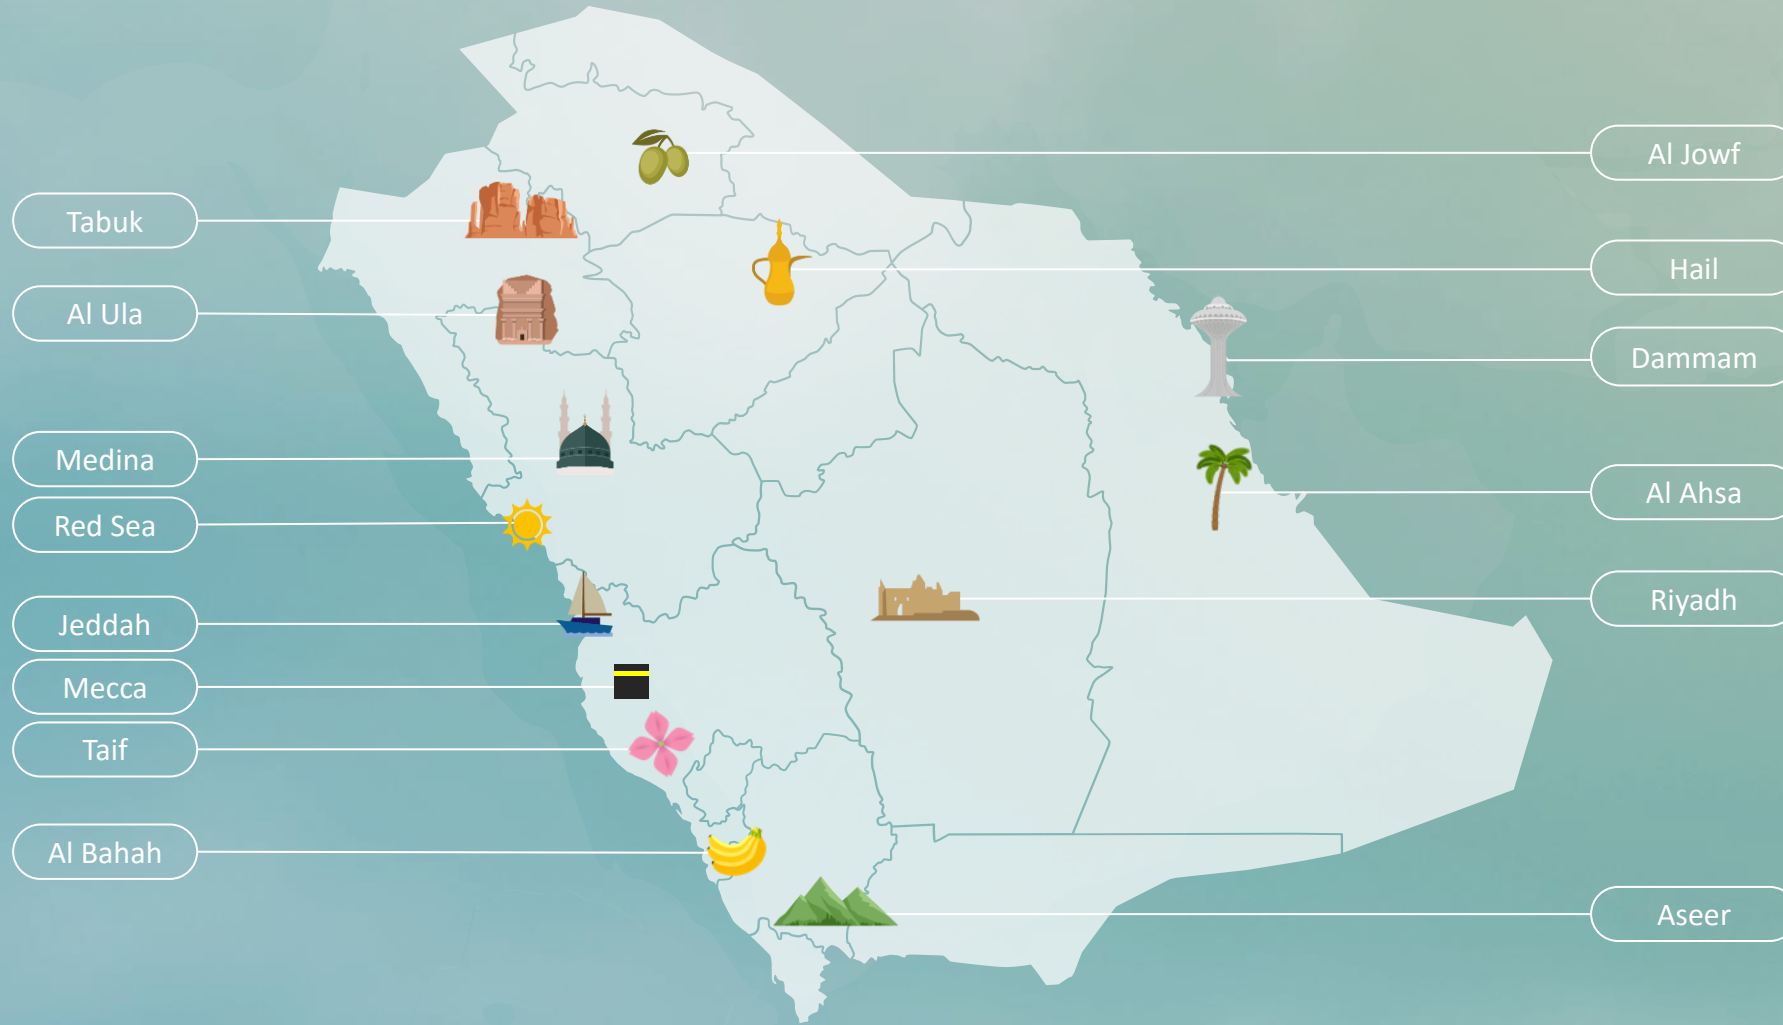 Tabuk
Al Ula
Medina
Red Sea
Jeddah
Mecca
Taif
Al Bahah
Al Jowf
Hail
Dammam
Al Ahsa
Riyadh
Aseer